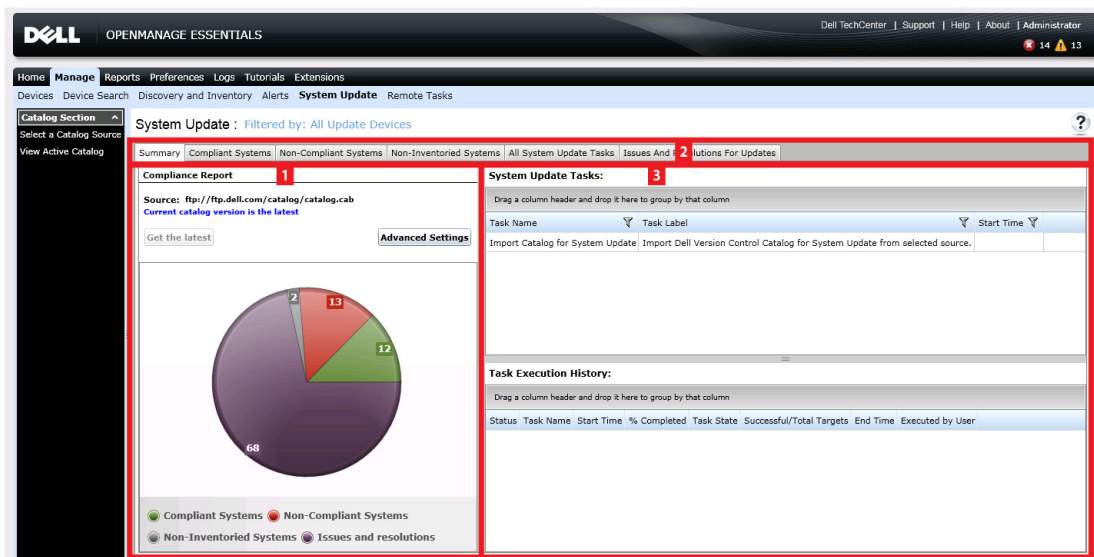 DELL OPENMANAGE ESSENTIALS
Dell TechCenter | Support | Help | About | Administrator
14 13
Home Manage Reports Preferences Logs Tutorials Extensions
Devices Device Search Discovery and Inventory Alerts System Update Remote Tasks
Catalog Section
Select a Catalog Source
View Active Catalog
System Update : Filtered by: All Update Devices
?
Summary Compliant Systems Non-Compliant Systems Non-Inventoried Systems All System Update Tasks Issues And 2 lutions For Updates
Compliance Report 1
Source: ftp://ftp.dell.com/catalog/catalog.cab
Current catalog version is the latest
Get the latest Advanced Settings
2
13
12
68
Compliant Systems Non-Compliant Systems
Non-Inventoried Systems Issues and resolutions
System Update Tasks: 3
Drag a column header and drop it here to group by that column
Task Name Task Label Start Time
Import Catalog for System Update Import Dell Version Control Catalog for System Update from selected source.
Task Execution History:
Drag a column header and drop it here to group by that column
Status Task Name Start Time % Completed Task State Successful/Total Targets End Time Executed by User